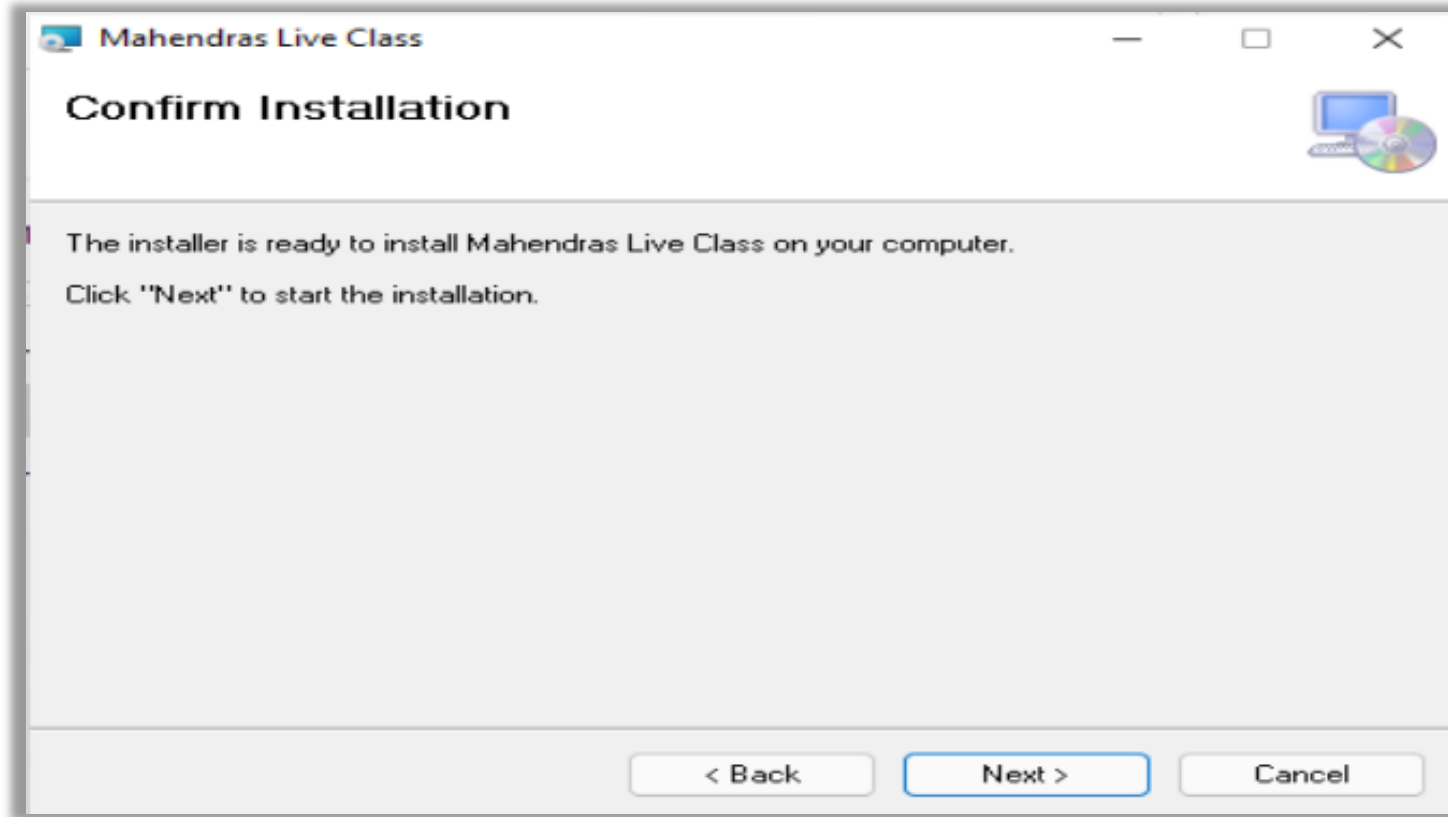 Mahendras Live Class
Confirm Installation
The installer is ready to install Mahendras Live Class on your computer.
Click "Next" to start the installation.
< Back
Next >
Cancel